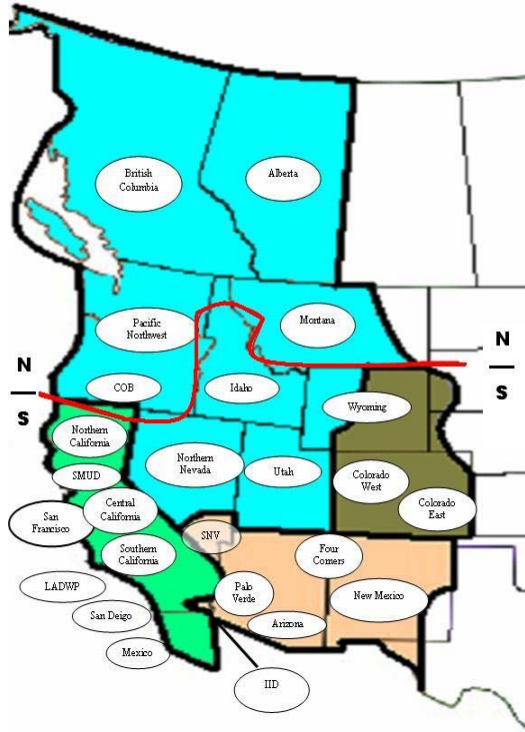 British
Columbia
Alberta
Pacific
Northwest
Montana
N
S
N
S
COB
Idaho
Wyoming
Northern
California
Northern
Nevada
Utah
SMUD
Colorado
West
Colorado
East
San
Francisco
Central
California
SNV
Southern
California
Four
Corners
LADWP
Palo
Verde
New Mexico
San Deigo
Arizona
Mexico
IID